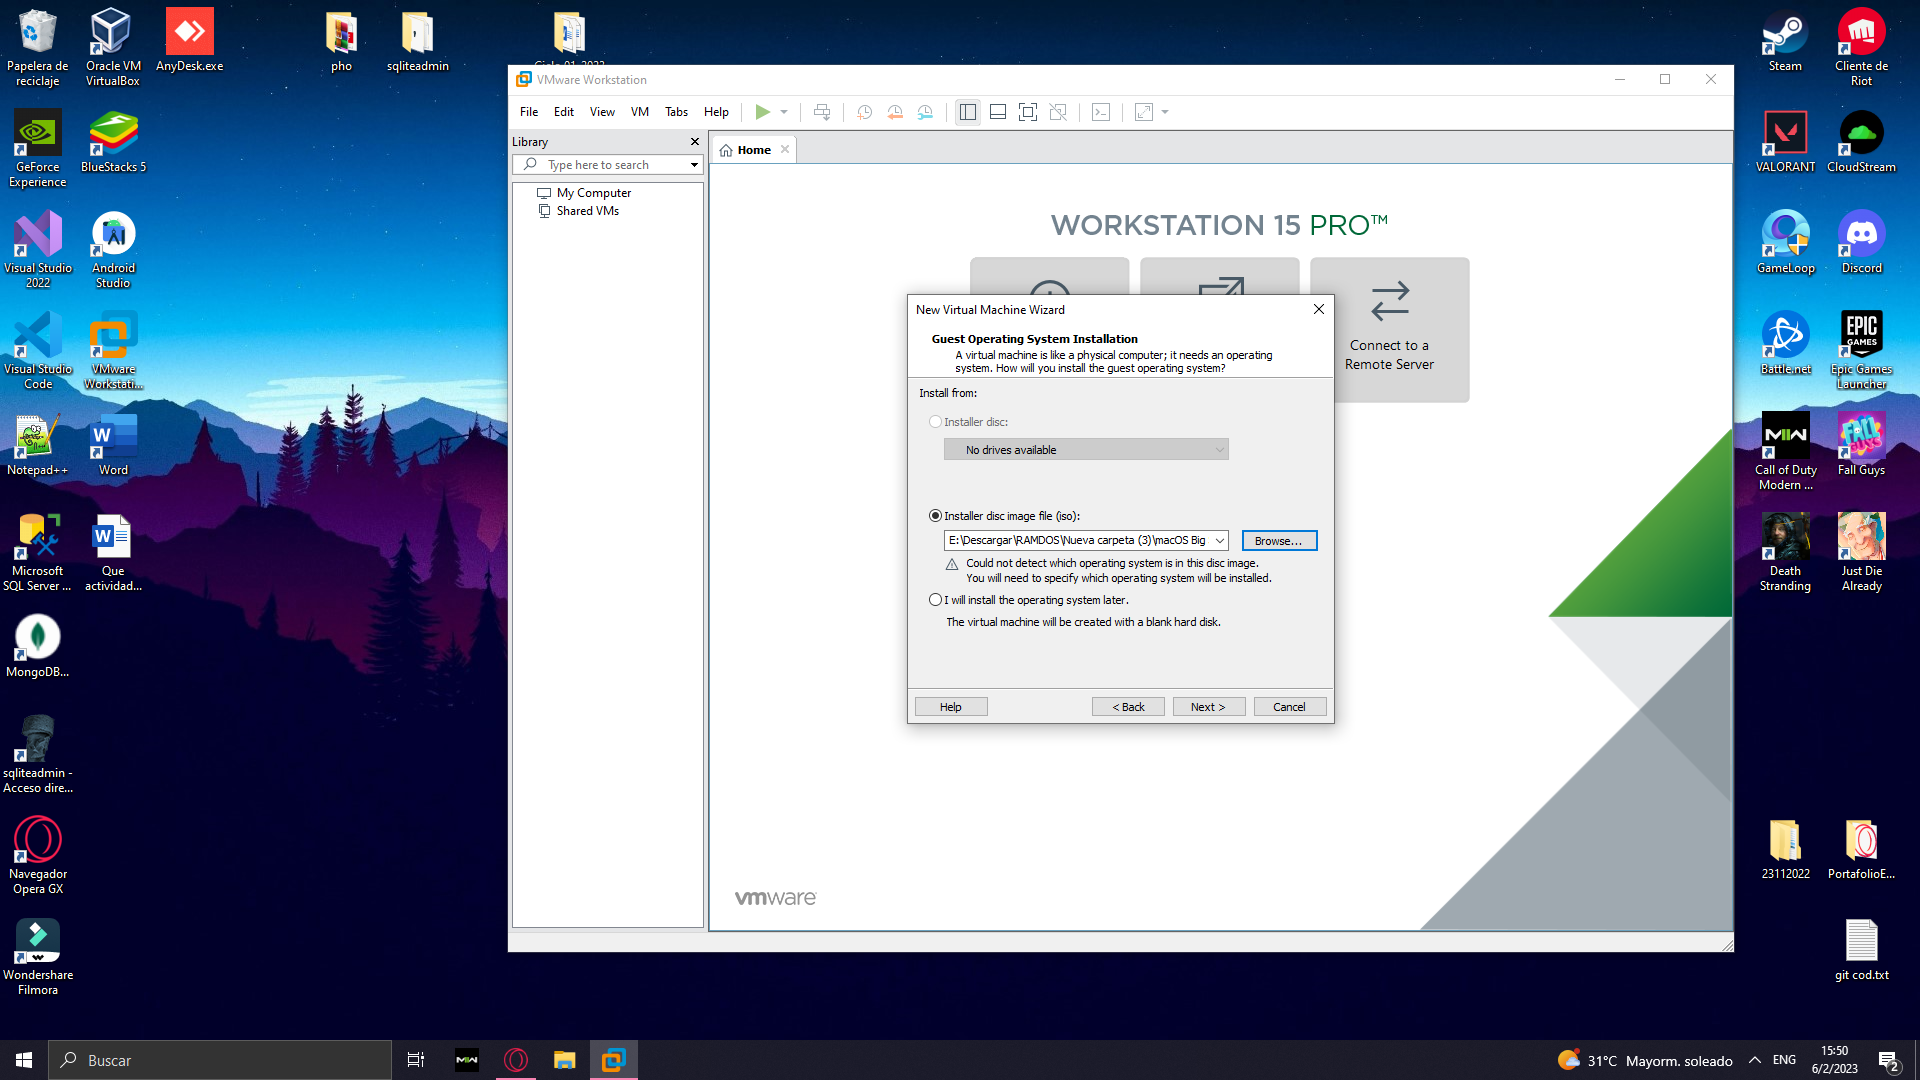 Papelera de
reciclaje
Oracle VM
VirtualBox
AnyDesk.exe
pho
sqliteadmin
Steam
Cliente de
Riot
GeForce
Experience
BlueStacks 5
VALORANT
CloudStream
Visual Studio
2022
Android
Studio
GameLoop
Discord
Visual Studio
Code
VMware
Workstati...
Battle.net
EPIC
GAMES
Epic Games
Launcher
Notepad++
Word
MW
Call of Duty
Modern ...
FALL
GUYS
Fall Guys
Microsoft
SQL Server ...
Que
actividad...
Death
Stranding
Just Die
Already
MongoDB...
sqliteadmin -
Acceso dire...
Navegador
Opera GX
23112022
PortafolioE...
Wondershare
Filmora
git cod.txt
VMware Workstation
File Edit View VM Tabs Help
Library
Type here to search
My Computer
Shared VMs
Home
WORKSTATION 15 PRO™
Connect to a
Remote Server
New Virtual Machine Wizard
Guest Operating System Installation
A virtual machine is like a physical computer; it needs an operating
system. How will you install the guest operating system?
Install from:
Installer disc:
No drives available
Installer disc image file (iso):
E:\Descargar\RAMDOS\Nueva carpeta (3)\macOS Big
Browse...
Could not detect which operating system is in this disc image.
You will need to specify which operating system will be installed.
I will install the operating system later.
The virtual machine will be created with a blank hard disk.
Help < Back Next > Cancel
vmware
Buscar
MW
31°C Mayorm. soleado
ENG
15:50
6/2/2023
2